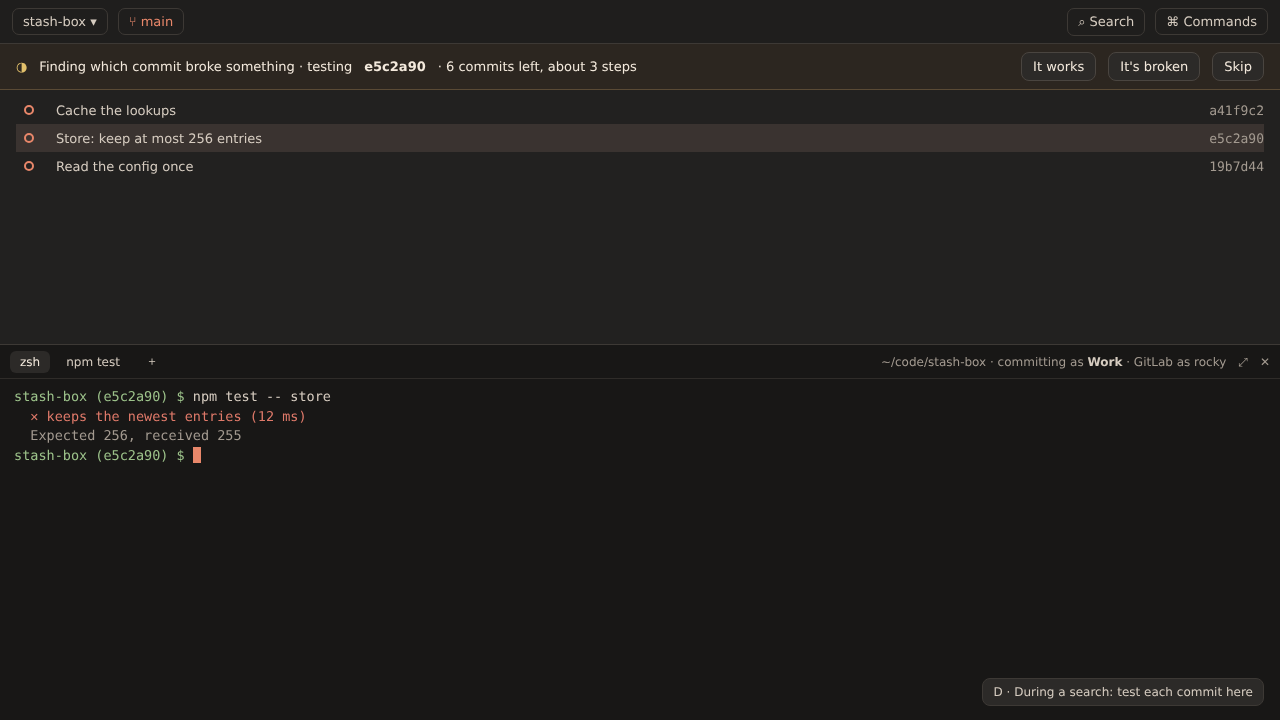 stash-box ▾ ⑂ main ⌕ Search ⌘ Commands
◑ Finding which commit broke something · testing e5c2a90 · 6 commits left, about 3 steps It works It's broken Skip
Cache the lookups a41f9c2
Store: keep at most 256 entries e5c2a90
Read the config once 19b7d44
zsh npm test + ~/code/stash-box · committing as Work · GitLab as rocky ⤢ ✕
stash-box (e5c2a90) $ npm test -- store
✕ keeps the newest entries (12 ms)
Expected 256, received 255
stash-box (e5c2a90) $
D · During a search: test each commit here